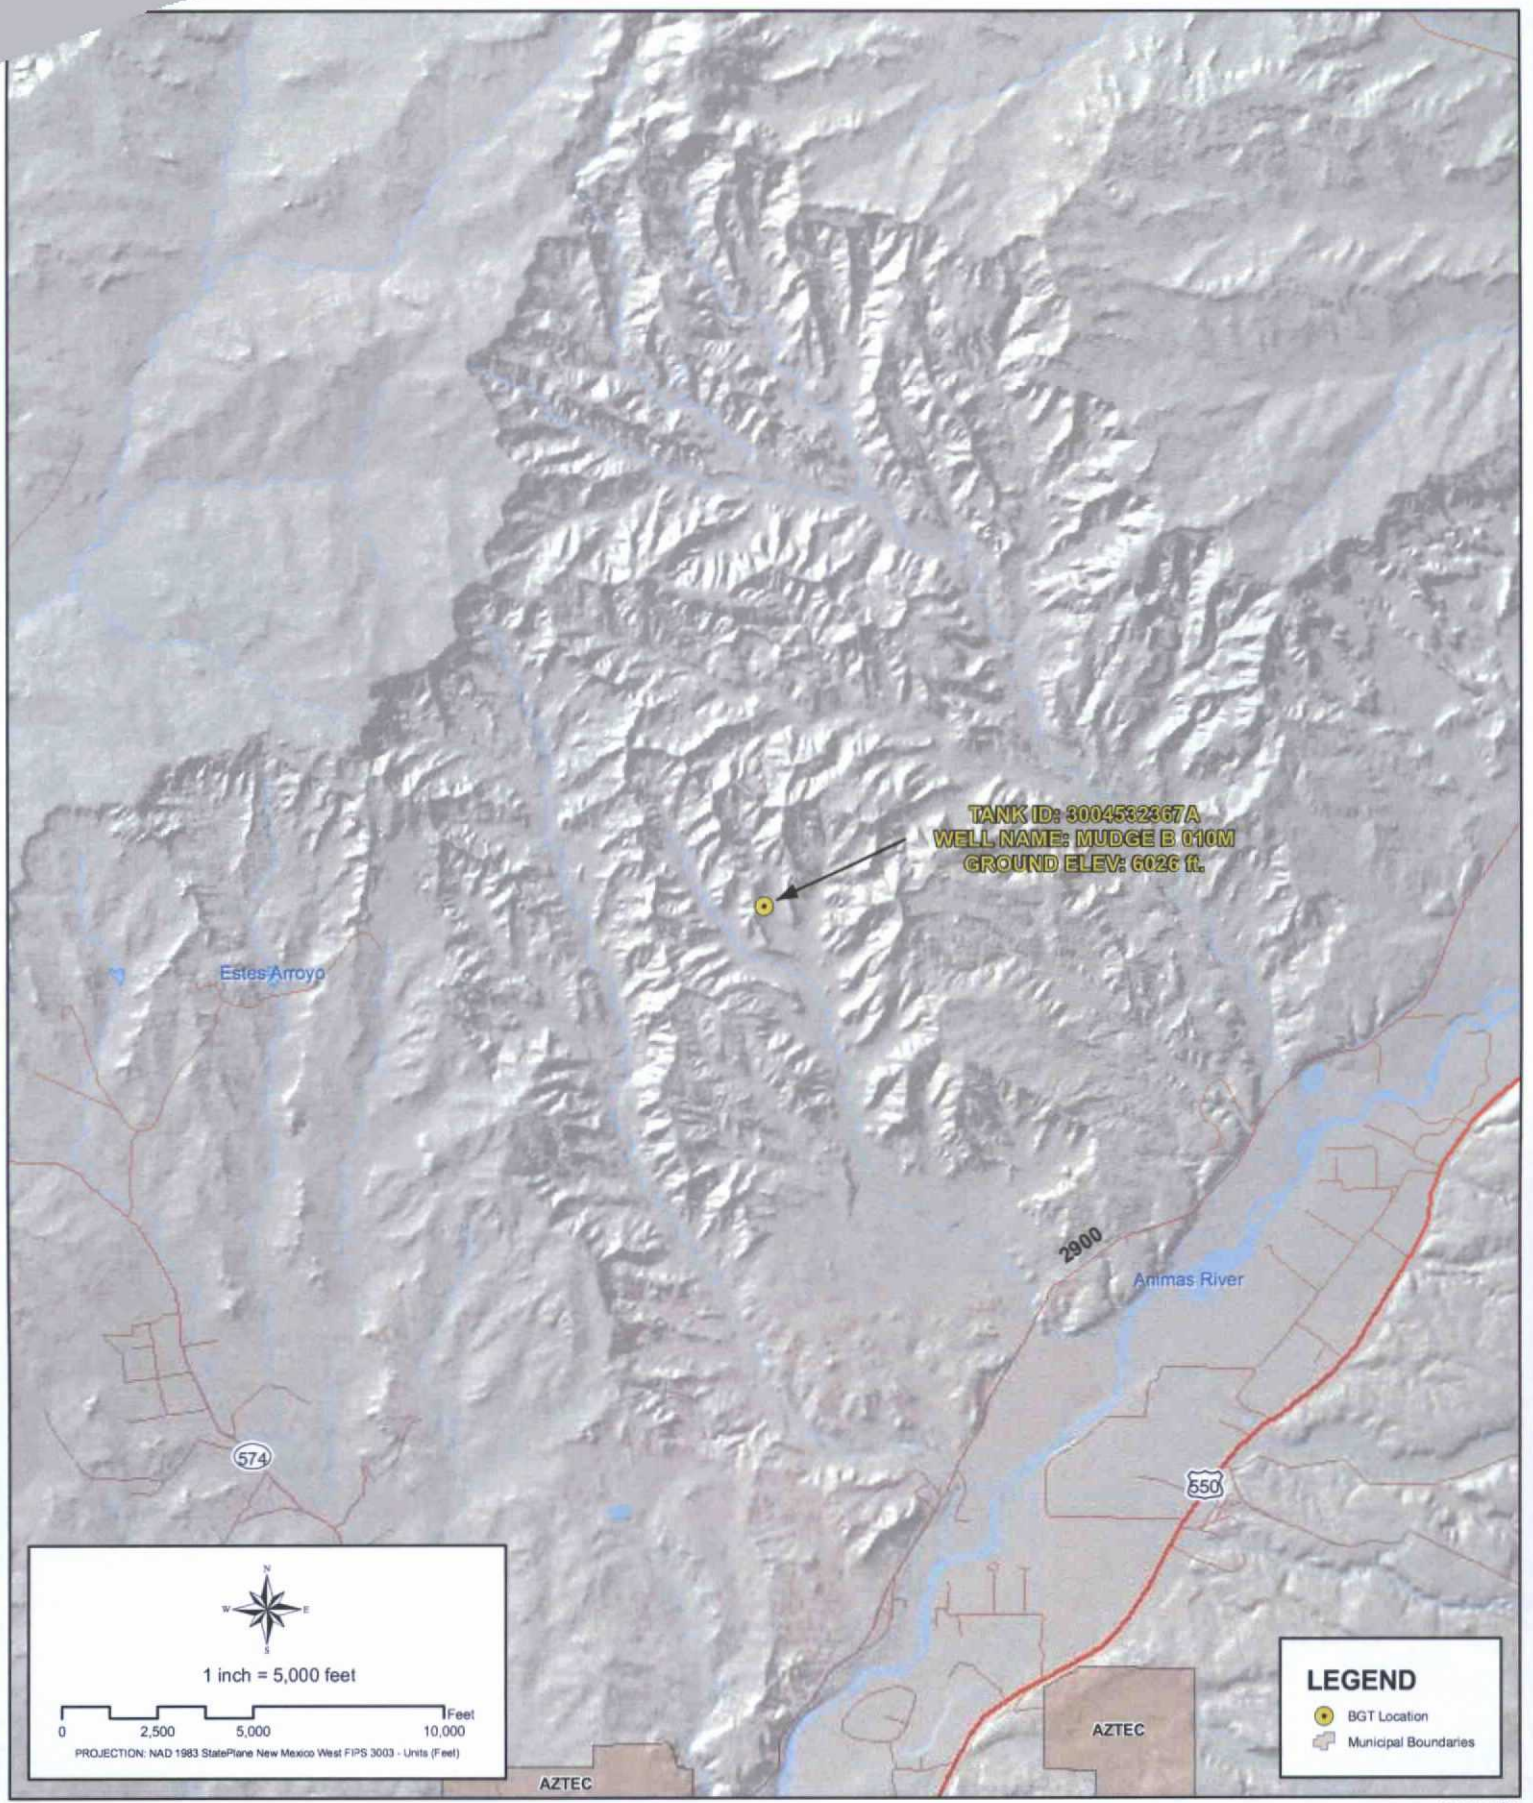 TANK ID: 3004532367A
WELL NAME: MUDGE B 010M
GROUND ELEV: 6026 ft.
Estes Arroyo
2900
Animas River
574
550
N
W E
S
1 inch = 5,000 feet
Feet
0 2,500 5,000 10,000
PROJECTION: NAD 1983 StatePlane New Mexico West FIPS 3003 - Units (Feet)
AZTEC
AZTEC
LEGEND
BGT Location
Municipal Boundaries